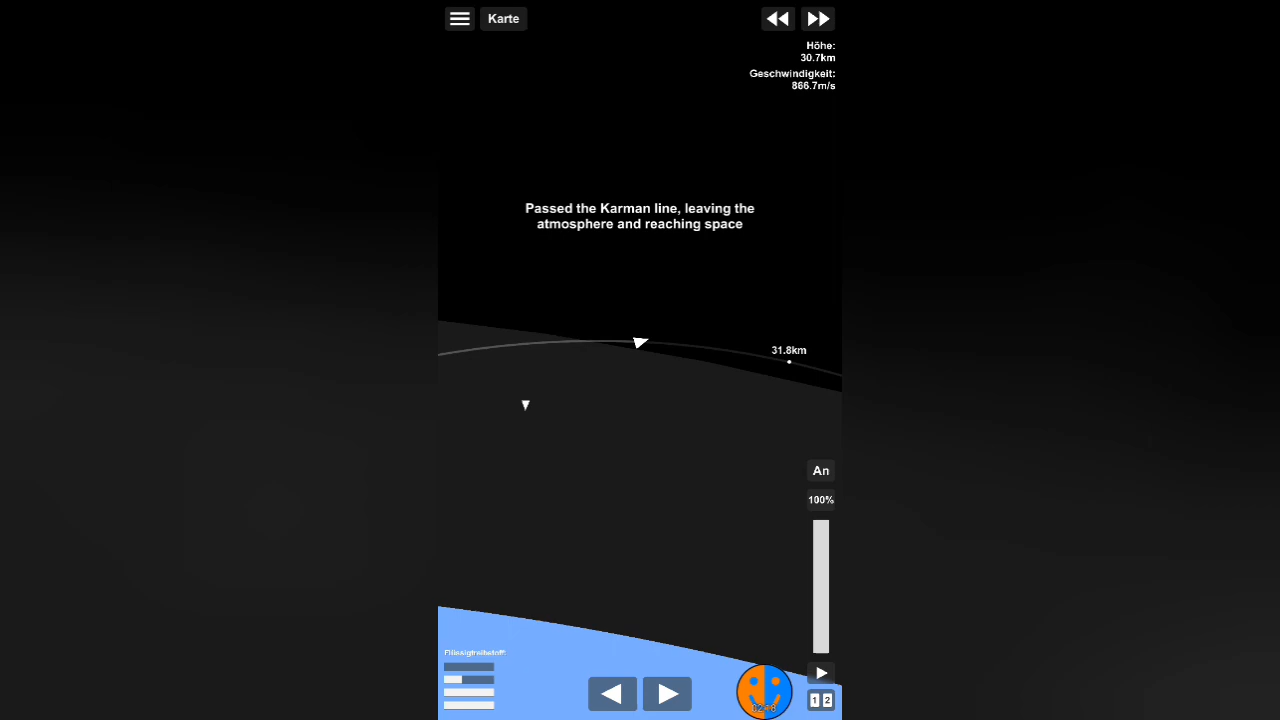 Karte
Höhe:
30.7km
Geschwindigkeit:
866.7m/s
Passed the Karman line, leaving the
atmosphere and reaching space
31.8km
An
100%
Flüssigtreibstoff:
1 2